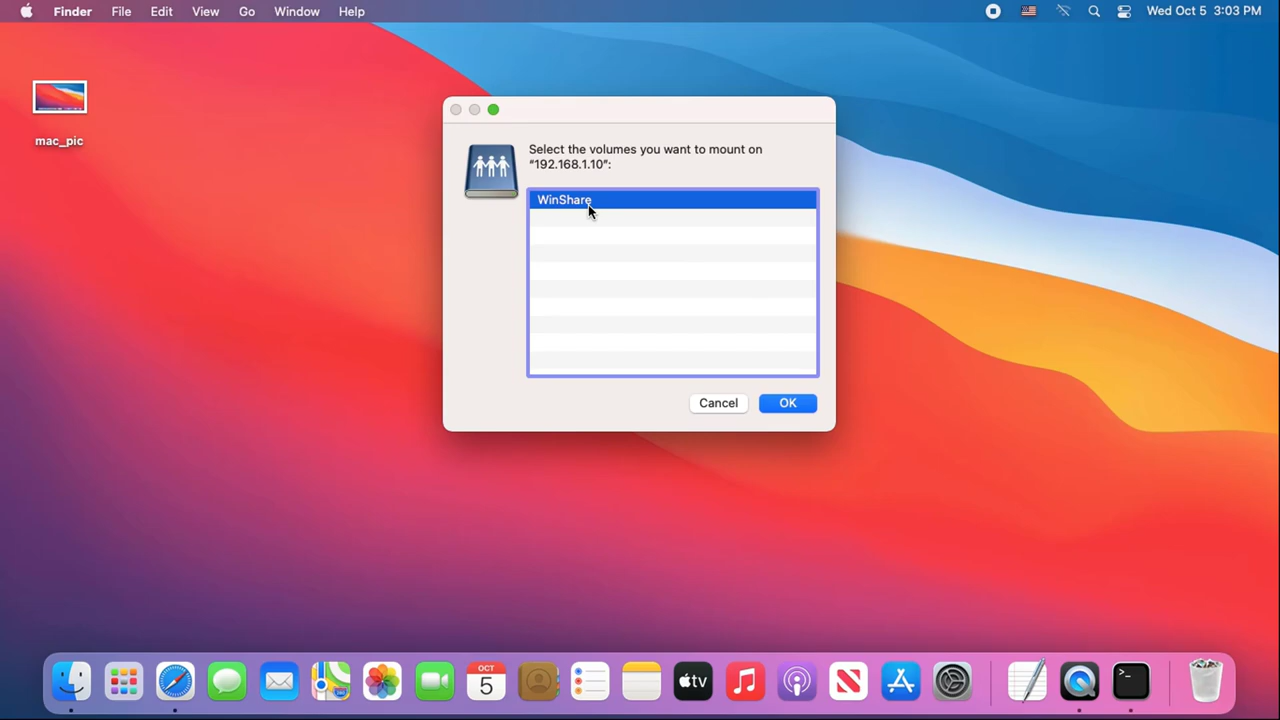 Finder File Edit View Go Window Help Wed Oct 5 3:03 PM
mac_pic
Select the volumes you want to mount on
“192.168.1.10”:
WinShare
Cancel OK
OCT
5
tv
>_